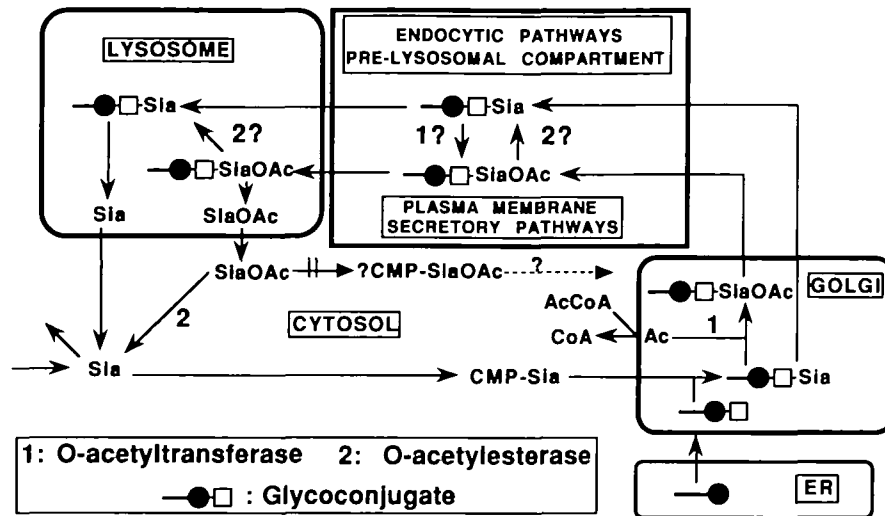 LYSOSOME
Sia
2?
SiaOAc
Sia
SiaOAc
ENDOCYTIC PATHWAYS
PRE-LYSOSOMAL COMPARTMENT
Sia
1? 2?
SiaOAc
PLASMA MEMBRANE
SECRETORY PATHWAYS
SiaOAc ?CMP-SiaOAc ?
2
CYTOSOL
Sia
CMP-Sia
AcCoA
CoA
GOLGI
SiaOAc
Ac 1
Sia
ER
1: O-acetyltransferase 2: O-acetylesterase
: Glycoconjugate